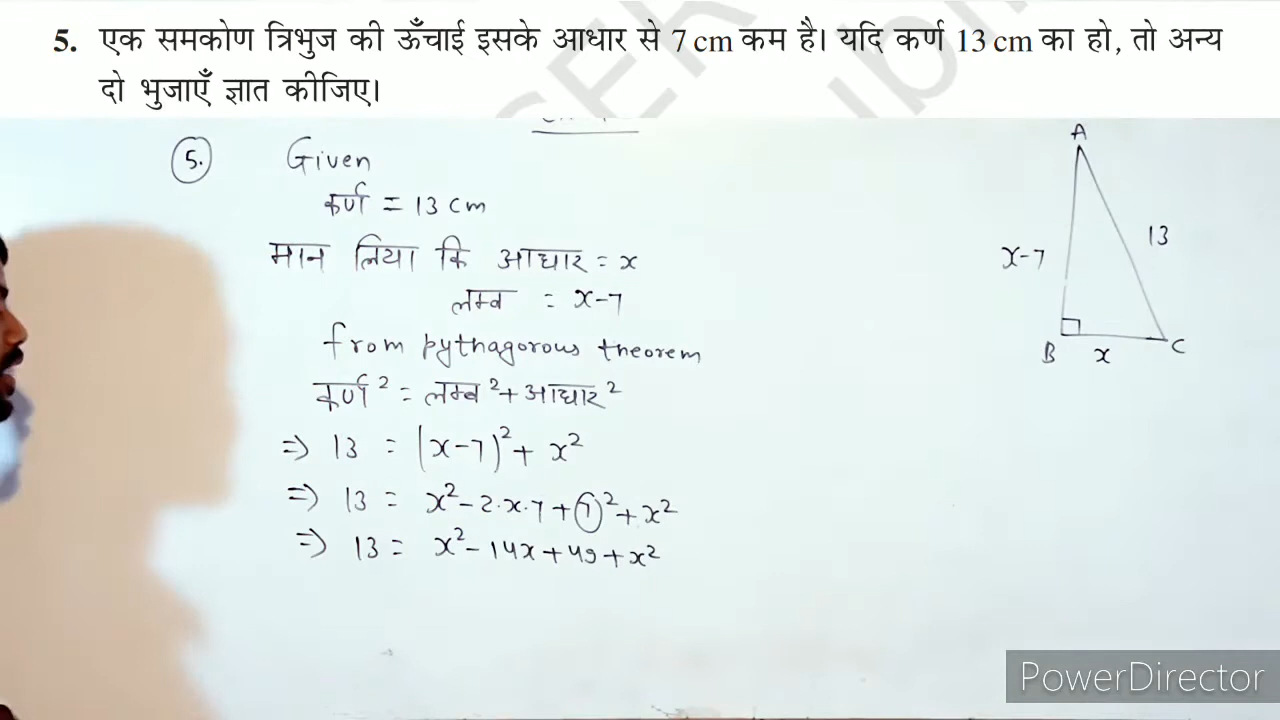 5. एक समकोण त्रिभुज की ऊँचाई इसके आधार से 7 cm कम है। यदि कर्ण 13 cm का हो, तो अन्य
दो भुजाएँ ज्ञात कीजिए।
5. Given
कर्ण = 13 cm
मान लिया कि आधार = x
लम्ब = x-7
from pythagorous theorem
कर्ण² = लम्ब² + आधार²
=> 13 = (x-7)² + x²
=> 13 = x² - 2.x.7 + (7)² + x²
=> 13 = x² - 14x + 49 + x²
A
x-7
13
B
x
C
PowerDirector